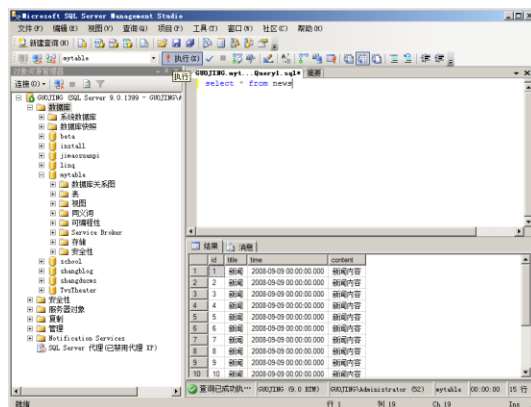 Microsoft SQL Server Management Studio
文件(F) 编辑(E) 视图(V) 查询(Q) 项目(P) 工具(T) 窗口(W) 社区(C) 帮助(H)
新建查询(N)
mytable 执行(X)
对象资源管理器
执行
GUOJING.myt...Query1.sql* 摘要
连接(O)
select * from news
GUOJING (SQL Server 9.0.1399 - GUOJING\A
数据库
系统数据库
数据库快照
beta
install
jiwaoxuanpi
linq
mytable
数据库关系图
表
视图
同义词
可编程性
Service Broker
存储
安全性
school
shangblog
shangducws
TvsTheater
安全性
服务器对象
复制
管理
Notification Services
SQL Server 代理(已禁用代理 XP)
结果 消息
id title time content
1 1 新闻 2008-09-09 00:00:00.000 新闻内容
2 2 新闻 2008-09-09 00:00:00.000 新闻内容
3 3 新闻 2008-09-09 00:00:00.000 新闻内容
4 4 新闻 2008-09-09 00:00:00.000 新闻内容
5 5 新闻 2008-09-09 00:00:00.000 新闻内容
6 6 新闻 2008-09-09 00:00:00.000 新闻内容
7 7 新闻 2008-09-09 00:00:00.000 新闻内容
8 8 新闻 2008-09-09 00:00:00.000 新闻内容
9 9 新闻 2008-09-09 00:00:00.000 新闻内容
10 10 新闻 2008-09-09 00:00:00.000 新闻内容
查询已成功执... GUOJING (9.0 RTM) GUOJING\Administrator (52) mytable 00:00:00 15 行
就绪 行 1 列 19 Ch 19 Ins